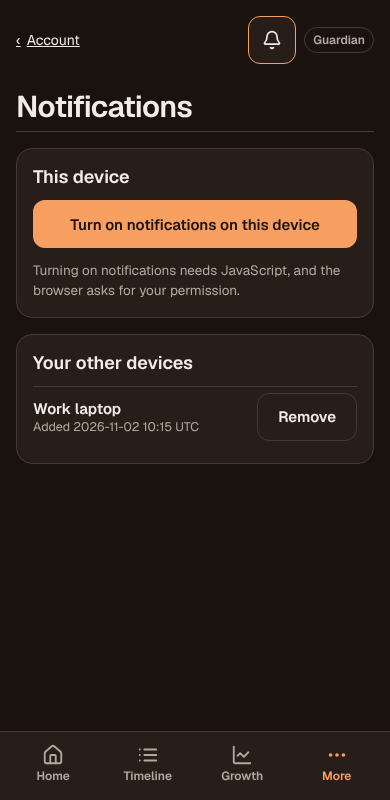 ‹ Account
Guardian
Notifications
This device
Turn on notifications on this device
Turning on notifications needs JavaScript, and the
browser asks for your permission.
Your other devices
Work laptop
Added 2026-11-02 10:15 UTC
Remove
Home
Timeline
Growth
More